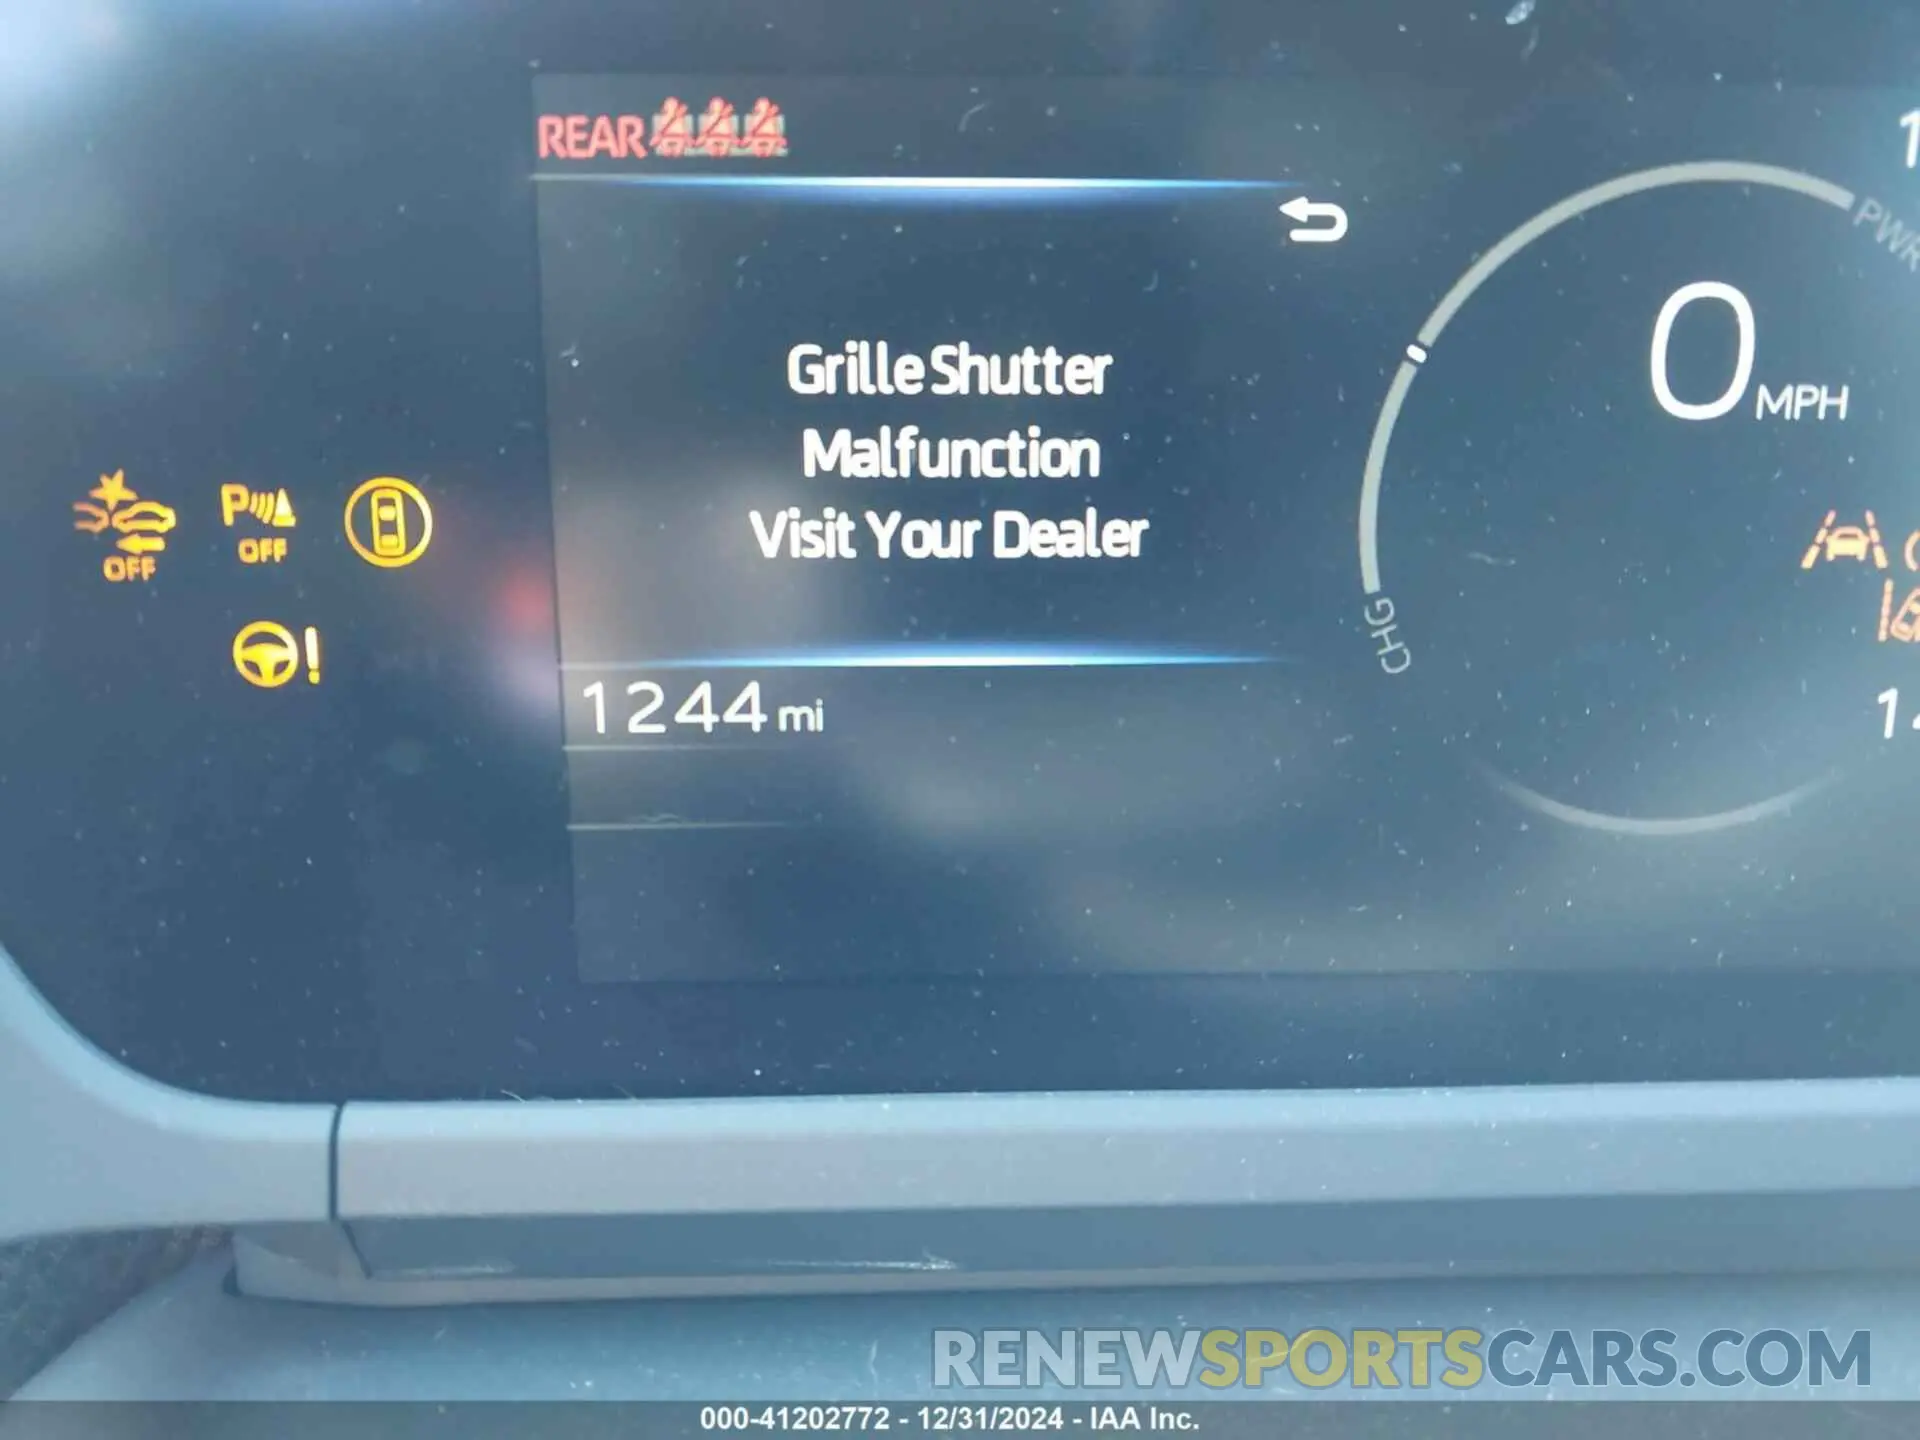 REAR
Grille Shutter
Malfunction
Visit Your Dealer
1244 mi
PWR
0 MPH
CHG
OFF
P OFF
!
RENEWSPORTSCARS.COM
000-41202772 - 12/31/2024 - IAA Inc.